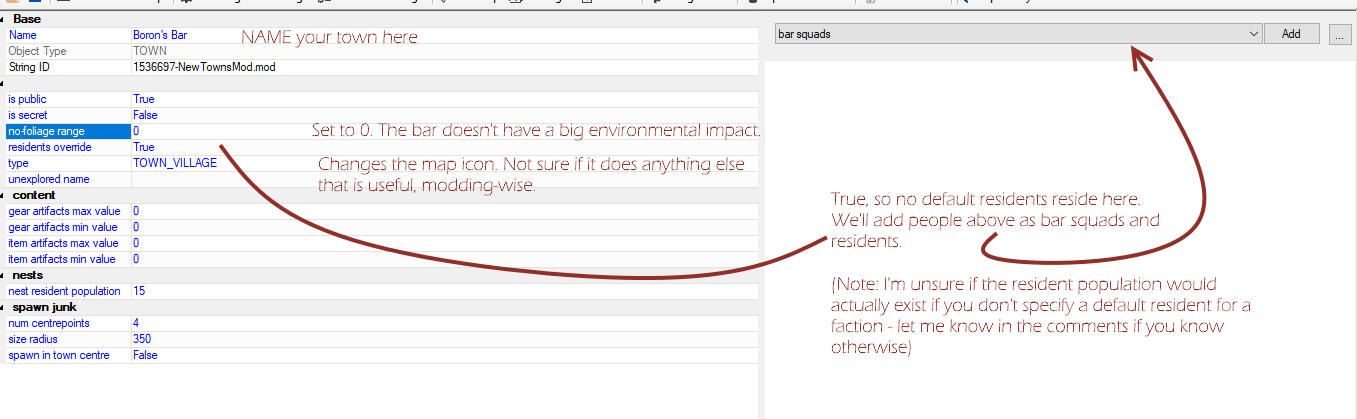 Base
Name Boron's Bar NAME your town here
bar squads Add ...
Object Type TOWN
String ID 1536697-NewTownsMod.mod
is public True
is secret False
no-foliage range 0 Set to 0. The bar doesn't have a big environmental impact.
residents override True
type TOWN_VILLAGE Changes the map icon. Not sure if it does anything else
unexplored name that is useful, modding-wise.
content
True, so no default residents reside here.
gear artifacts max value 0
We'll add people above as bar squads and
gear artifacts min value 0
residents.
item artifacts max value 0
item artifacts min value 0
nests
(Note: I'm unsure if the resident population would
nest resident population 15
actually exist if you don't specify a default resident for a
spawn junk
faction - let me know in the comments if you know
num centrepoints 4
otherwise)
size radius 350
spawn in town centre False